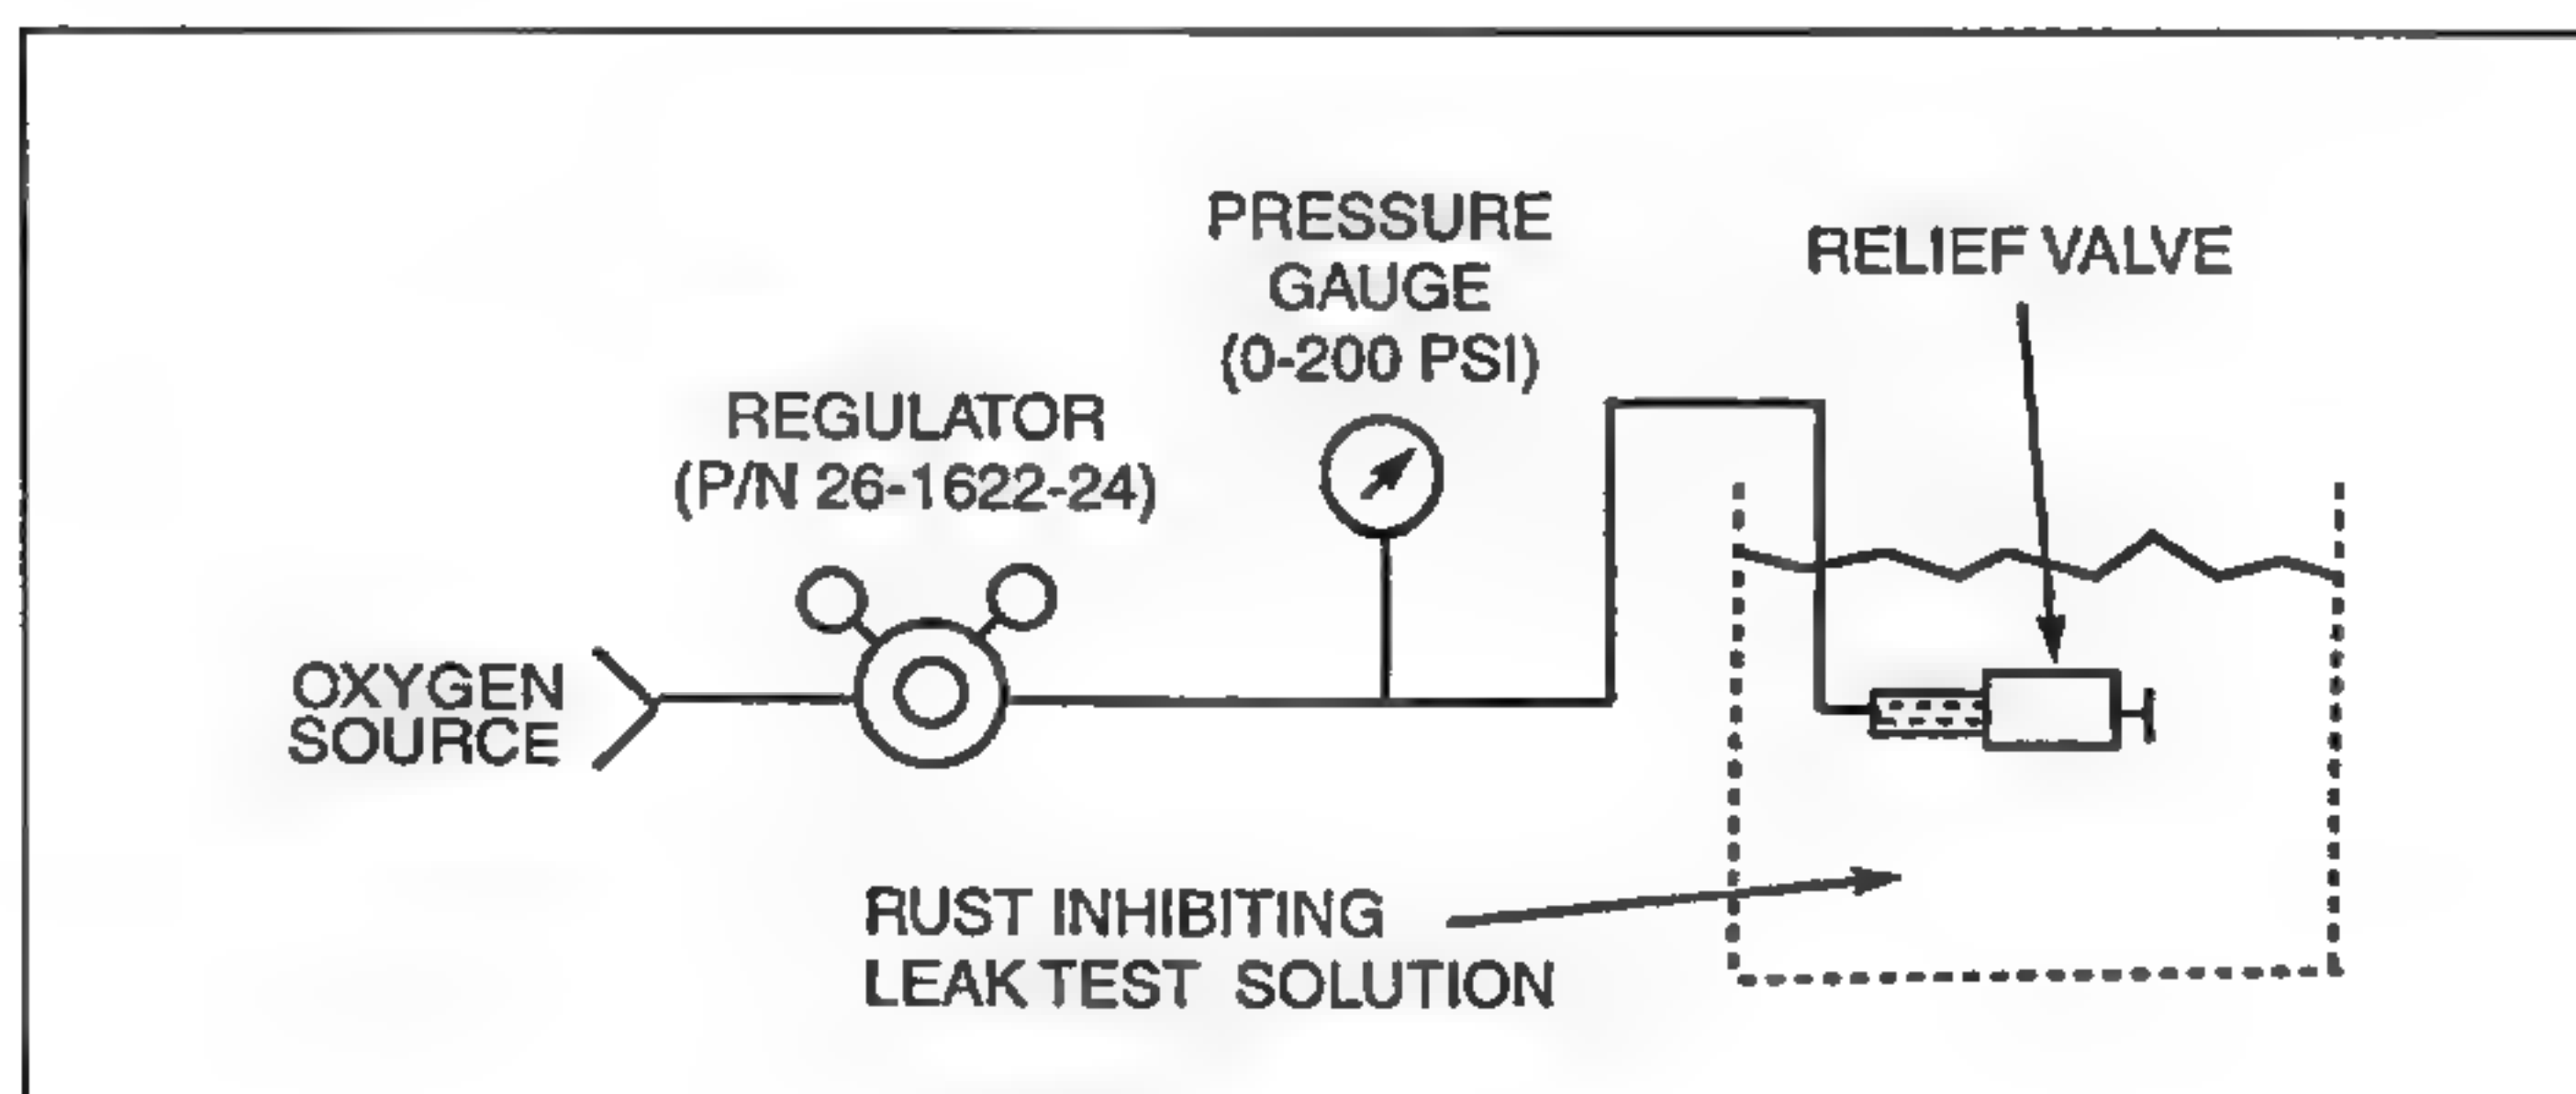 PRESSURE
GAUGE
(0-200 PSI)
RELIEF VALVE
REGULATOR
(P/N 26-1622-24)
OXYGEN
SOURCE
RUST INHIBITING
LEAK TEST SOLUTION